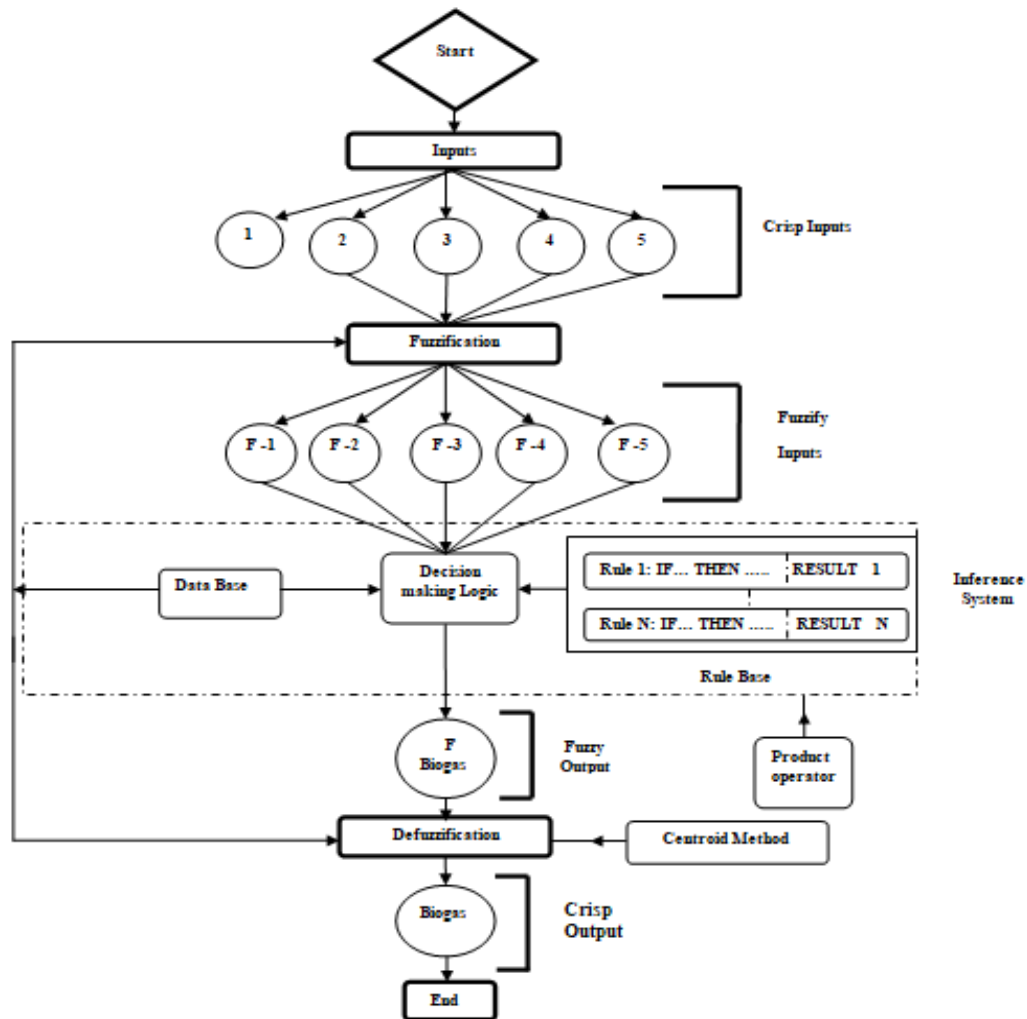 Start
Inputs
1 2 3 4 5
Crisp Inputs
Fuzzification
F -1 F -2 F -3 F -4 F -5
Fuzzify
Inputs
Data Base
Decision
making Logic
Rule 1: IF... THEN ..... RESULT 1
Rule N: IF... THEN ..... RESULT N
Inference
System
Rule Base
F
Biogas
Fuzzy
Output
Product
operator
Defuzzification
Centroid Method
Biogas
Crisp
Output
End